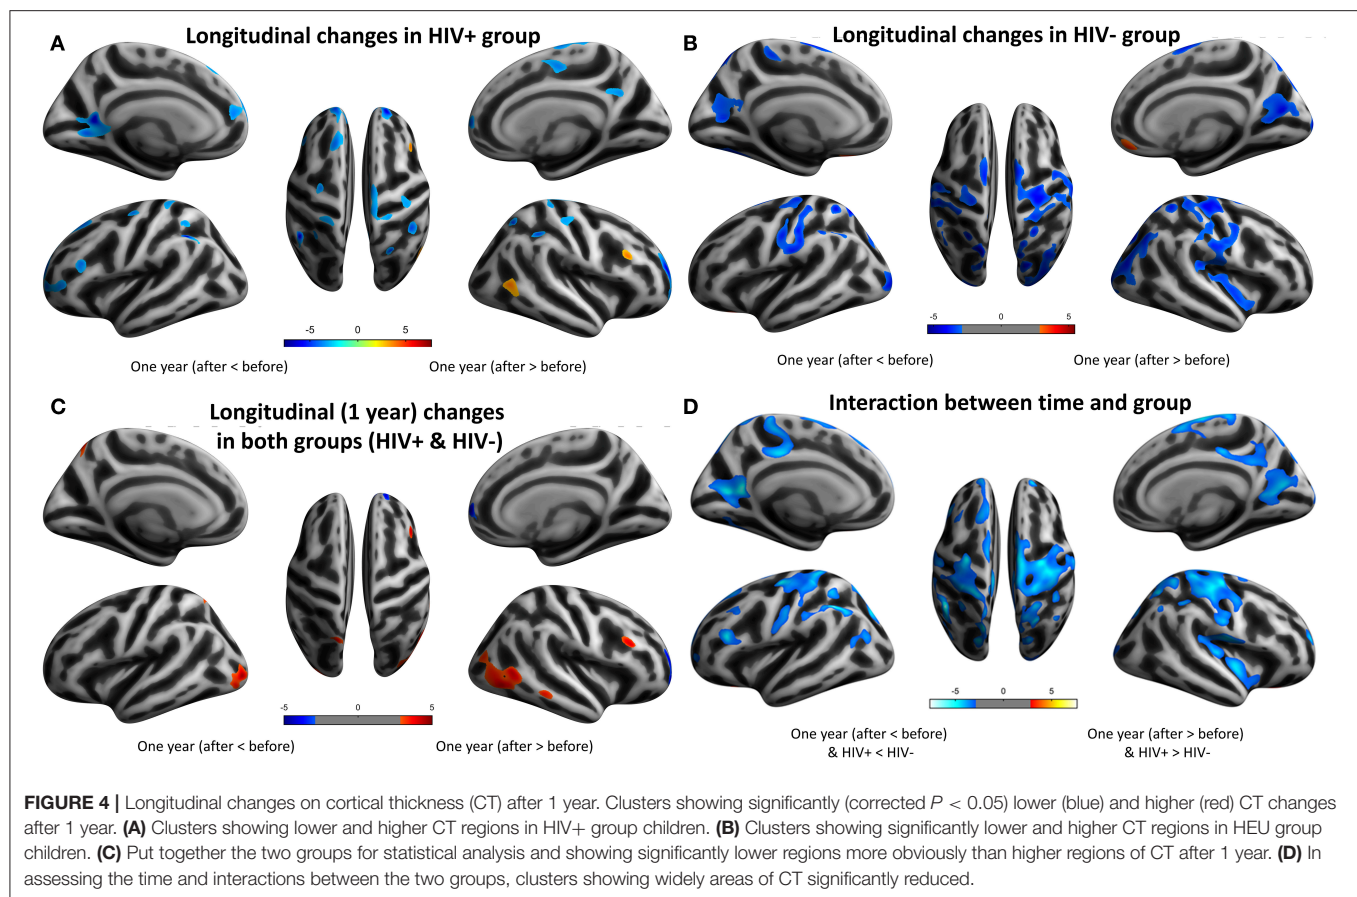 A
Longitudinal changes in HIV+ group
-5 0 5
One year (after < before)
One year (after > before)
B
Longitudinal changes in HIV- group
-5 0 5
One year (after < before)
One year (after > before)
C
Longitudinal (1 year) changes
in both groups (HIV+ & HIV-)
-5 0 5
One year (after < before)
One year (after > before)
D
Interaction between time and group
-5 0 5
One year (after < before)
& HIV+ < HIV-
One year (after > before)
& HIV+ > HIV-
FIGURE 4 | Longitudinal changes on cortical thickness (CT) after 1 year. Clusters showing significantly (corrected P < 0.05) lower (blue) and higher (red) CT changes
after 1 year. (A) Clusters showing lower and higher CT regions in HIV+ group children. (B) Clusters showing significantly lower and higher CT regions in HEU group
children. (C) Put together the two groups for statistical analysis and showing significantly lower regions more obviously than higher regions of CT after 1 year. (D) In
assessing the time and interactions between the two groups, clusters showing widely areas of CT significantly reduced.